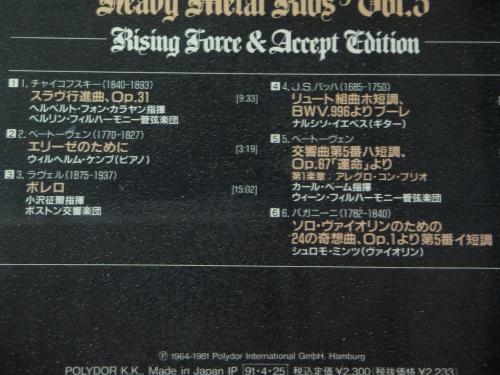 Heavy Metal Kids Vol.3
Rising Force & Accept Edition
1 1. チャイコフスキー(1840-1893)
スラヴ行進曲、Op.31 [9:33]
ヘルベルト・フォン・カラヤン指揮
ベルリン・フィルハーモニー管弦楽団
2 2. ベートーヴェン(1770-1827)
エリーゼのために [3:19]
ウィルヘルム・ケンプ(ピアノ)
3 3. ラヴェル(1875-1937)
ボレロ [15:02]
小沢征爾指揮
ボストン交響楽団
4 4. J.S.バッハ(1685-1750)
リュート組曲ホ短調、
BWV.996よりブーレ
ナルシソ・イエペス(ギター)
5 5. ベートーヴェン
交響曲第5番ハ短調、
Op.67「運命」より
第1楽章:アレグロ・コン・ブリオ
カール・ベーム指揮
ウィーン・フィルハーモニー管弦楽団
6 6. パガニーニ(1782-1840)
ソロ・ヴァイオリンのための
24の奇想曲、Op.1より第5番イ短調
シュロモ・ミンツ(ヴァイオリン)
Ⓟ 1964-1981 Polydor International GmbH, Hamburg
POLYDOR K.K., Made in Japan JP 91・4・25 税込定価¥2,300 税抜価格¥2,233